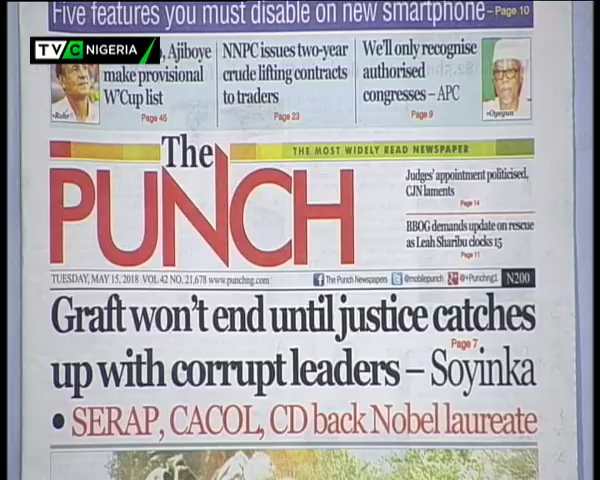 Five features you must disable on new smartphone – Page 10
TVC NIGERIA
, Ajiboye
make provisional
W'Cup list
Page 45
•Rohr
NNPC issues two-year
crude lifting contracts
to traders
Page 23
We'll only recognise
authorised
congresses – APC
Page 9
•Oyegun
The
PUNCH
THE MOST WIDELY READ NEWSPAPER
Judges' appointment politicised,
CJN laments
Page 14
BBOG demands update on rescue
as Leah Sharibu clocks 15
Page 11
TUESDAY, MAY 15, 2018 VOL 42 NO. 21,678 www.punchng.com
The Punch Newspapers @mobilepunch @+Punchng1 N200
Graft won't end until justice catches
up with corrupt leaders – Soyinka
Page 7
• SERAP, CACOL, CD back Nobel laureate